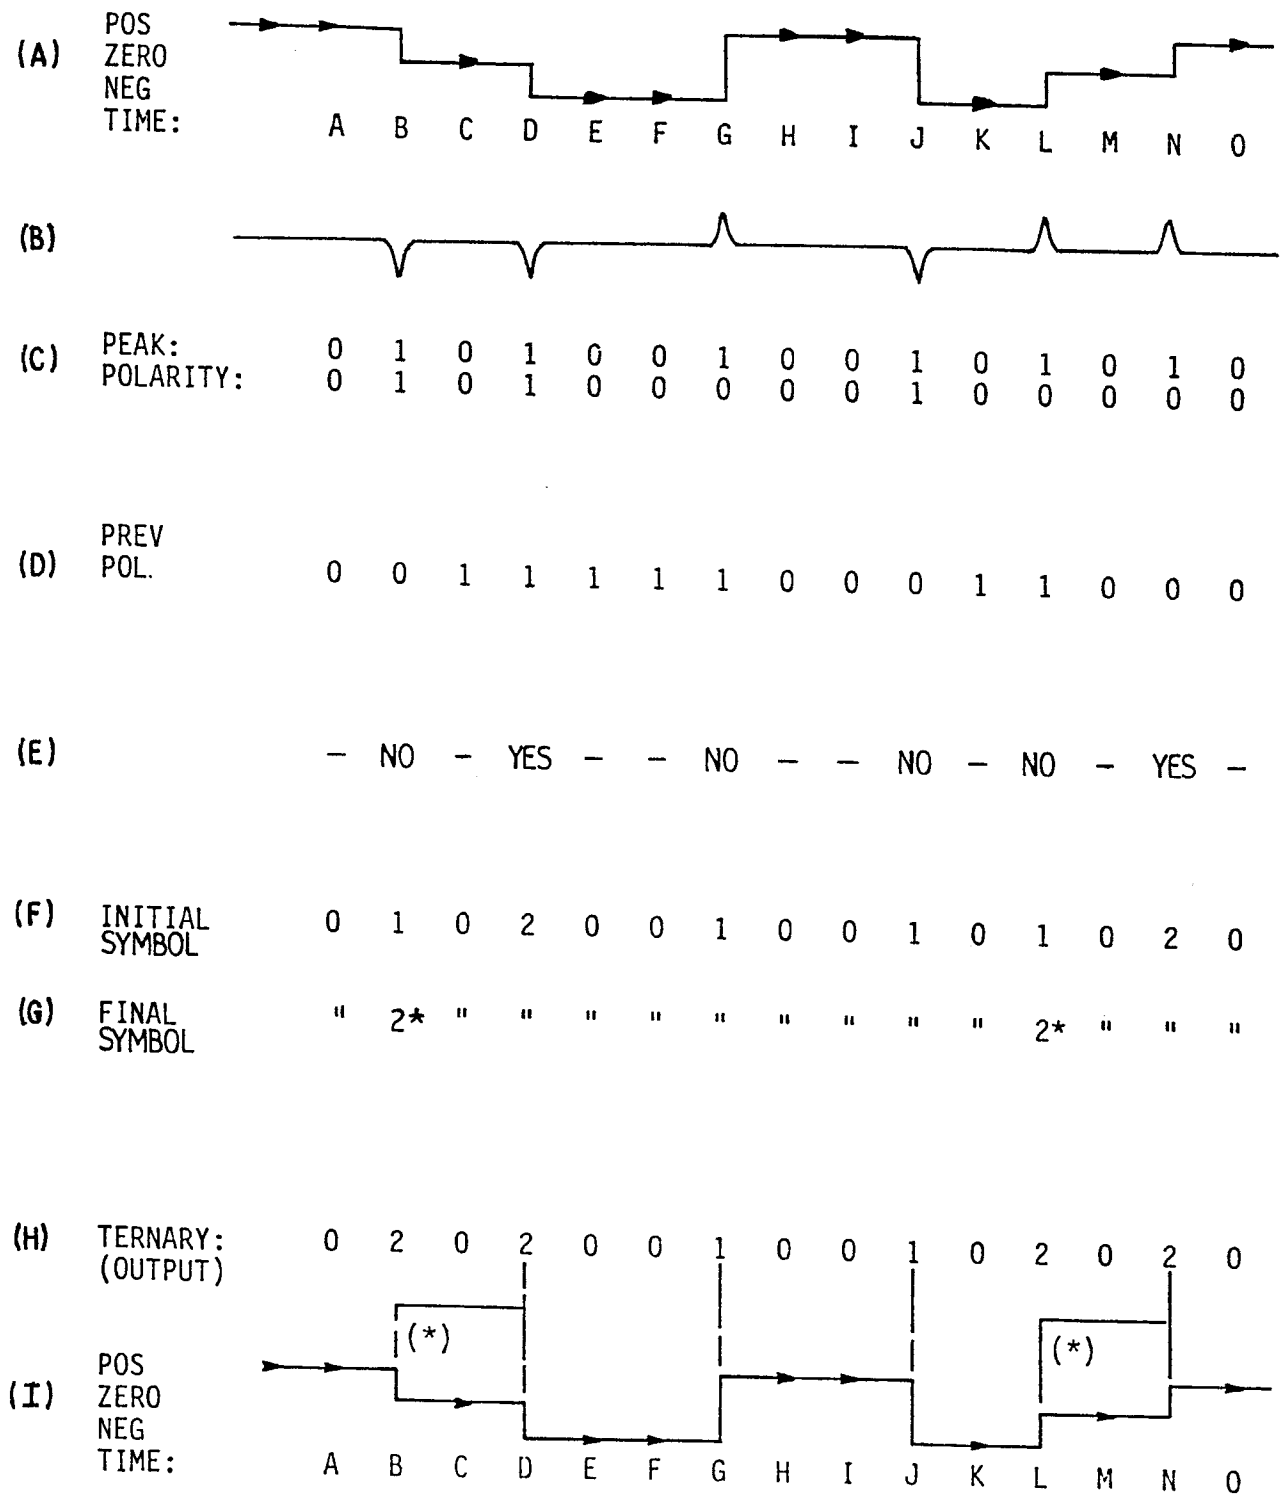 (A) POS
ZERO
NEG
TIME: A B C D E F G H I J K L M N O
(B)
(C) PEAK: 0 1 0 1 0 0 1 0 0 1 0 1 0 1 0
POLARITY: 0 1 0 1 0 0 0 0 0 1 0 0 0 0 0
PREV
(D) POL. 0 0 1 1 1 1 1 0 0 0 1 1 0 0 0
(E) – NO – YES – – NO – – NO – NO – YES –
(F) INITIAL 0 1 0 2 0 0 1 0 0 1 0 1 0 2 0
SYMBOL
(G) FINAL " 2* " " " " " " " " " 2* " " "
SYMBOL
(H) TERNARY: 0 2 0 2 0 0 1 0 0 1 0 2 0 2 0
(OUTPUT)
(*) (*)
POS
(I) ZERO
NEG
TIME: A B C D E F G H I J K L M N O